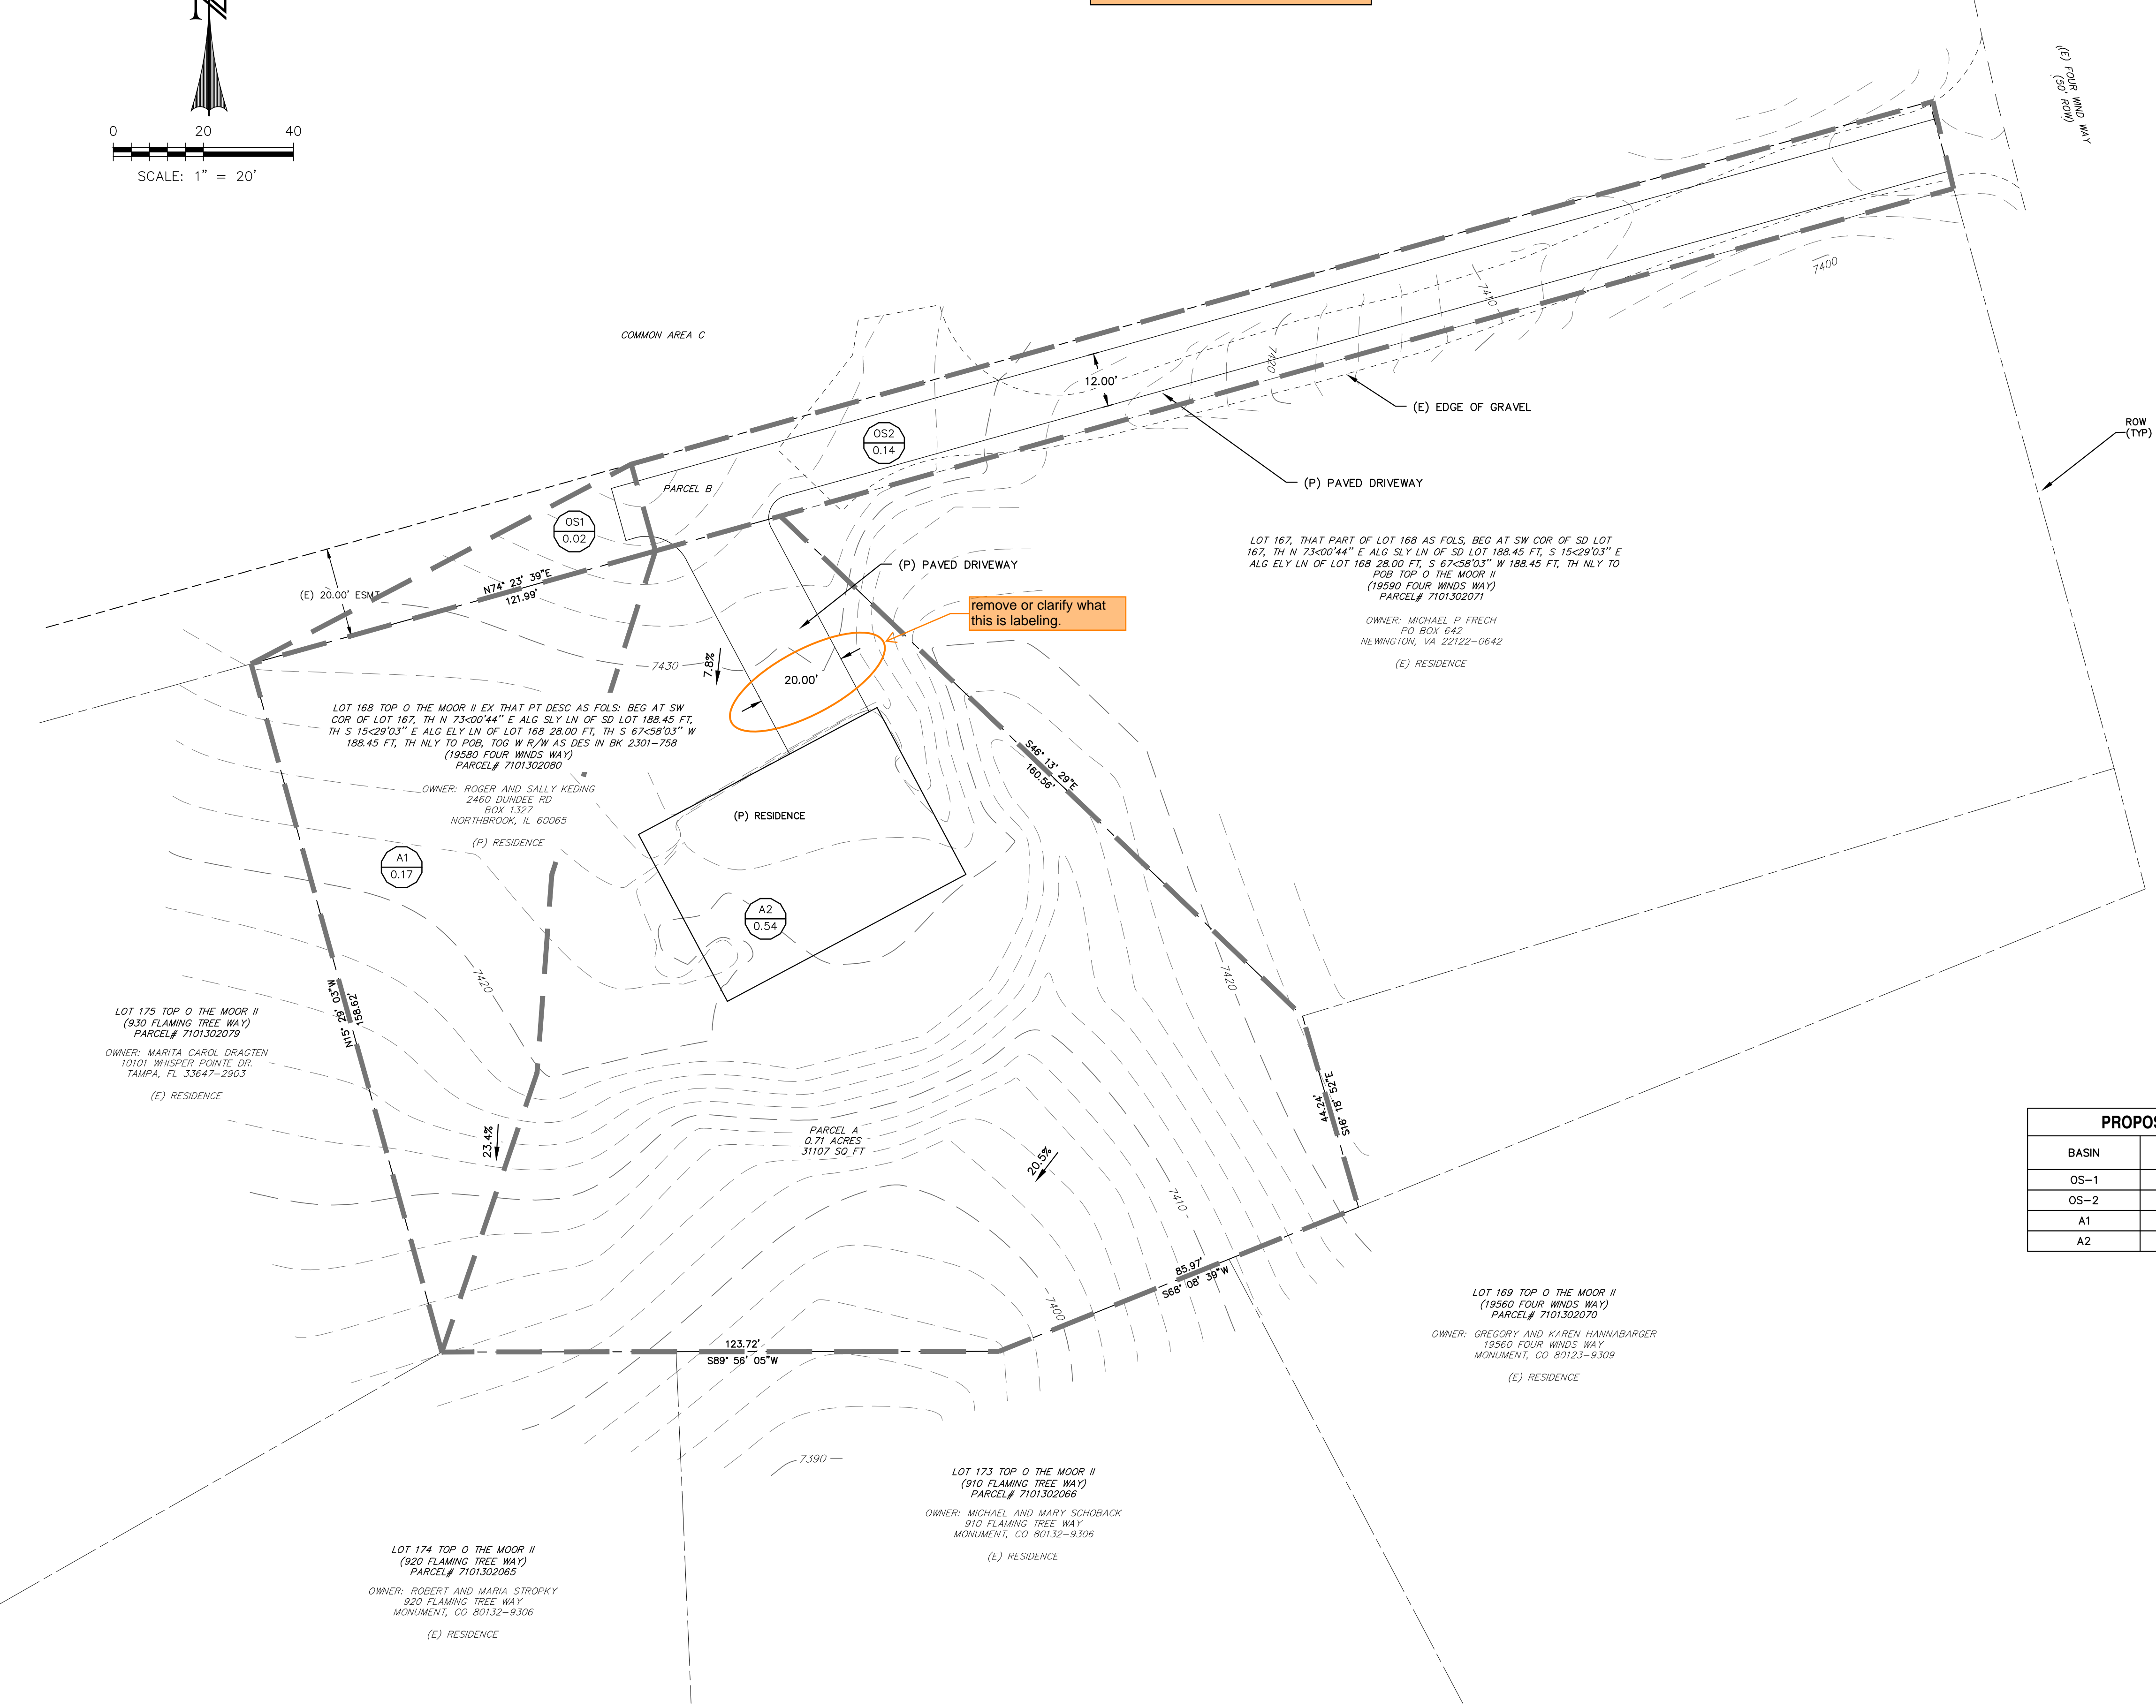 N
0 20 40
SCALE: 1" = 20'
(E) FOUR WIND WAY
(50' ROW)
7400
7410
7420
COMMON AREA C
12.00'
(E) EDGE OF GRAVEL
ROW
(TYP)
OS2
0.14
(P) PAVED DRIVEWAY
PARCEL B
OS1
0.02
LOT 167, THAT PART OF LOT 168 AS FOLS, BEG AT SW COR OF SD LOT
167, TH N 73<00'44" E ALG SLY LN OF SD LOT 188.45 FT, S 15<29'03" E
ALG ELY LN OF LOT 168 28.00 FT, S 67<58'03" W 188.45 FT, TH NLY TO
POB TOP O THE MOOR II
(19590 FOUR WINDS WAY)
PARCEL# 7101302071
OWNER: MICHAEL P FRECH
PO BOX 642
NEWINGTON, VA 22122-0642
(E) RESIDENCE
(P) PAVED DRIVEWAY
N74° 23' 39"E
121.99'
(E) 20.00' ESMT
remove or clarify what
this is labeling.
7430
7.8%
20.00'
LOT 168 TOP O THE MOOR II EX THAT PT DESC AS FOLS: BEG AT SW
COR OF LOT 167, TH N 73<00'44" E ALG SLY LN OF SD LOT 188.45 FT,
TH S 15<29'03" E ALG ELY LN OF LOT 168 28.00 FT, TH S 67<58'03" W
188.45 FT, TH NLY TO POB, TOG W R/W AS DES IN BK 2301-758
(19580 FOUR WINDS WAY)
PARCEL# 7101302080
OWNER: ROGER AND SALLY KEDING
2460 DUNDEE RD
BOX 1327
NORTHBROOK, IL 60065
(P) RESIDENCE
S46° 13' 29"E
160.56'
(P) RESIDENCE
A1
0.17
A2
0.54
7420
7420
N15° 29' 03"W
158.62'
LOT 175 TOP O THE MOOR II
(930 FLAMING TREE WAY)
PARCEL# 7101302079
OWNER: MARITA CAROL DRAGTEN
10101 WHISPER POINTE DR.
TAMPA, FL 33647-2903
(E) RESIDENCE
44.24'
S16° 18' 52"E
23.4%
PARCEL A
0.71 ACRES
31107 SQ FT
20.5%
7410
PROPOS
BASIN
OS-1
OS-2
A1
A2
85.97'
S68° 08' 39"W
7400
123.72'
S89° 56' 05"W
LOT 169 TOP O THE MOOR II
(19560 FOUR WINDS WAY)
PARCEL# 7101302070
OWNER: GREGORY AND KAREN HANNABARGER
19560 FOUR WINDS WAY
MONUMENT, CO 80123-9309
(E) RESIDENCE
7390
LOT 173 TOP O THE MOOR II
(910 FLAMING TREE WAY)
PARCEL# 7101302066
OWNER: MICHAEL AND MARY SCHOBACK
910 FLAMING TREE WAY
MONUMENT, CO 80132-9306
(E) RESIDENCE
LOT 174 TOP O THE MOOR II
(920 FLAMING TREE WAY)
PARCEL# 7101302065
OWNER: ROBERT AND MARIA STROPKY
920 FLAMING TREE WAY
MONUMENT, CO 80132-9306
(E) RESIDENCE